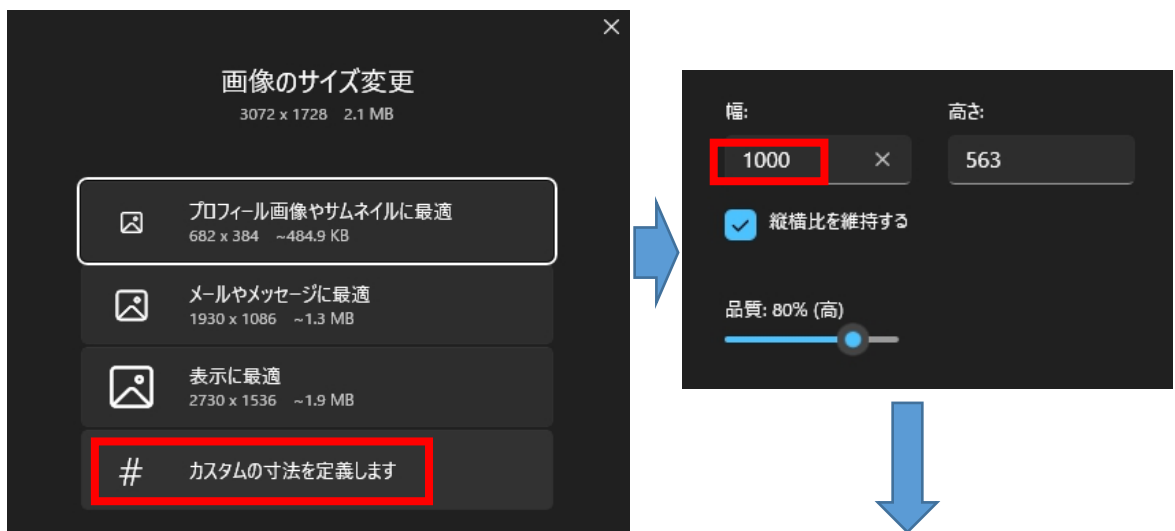 画像のサイズ変更
3072 x 1728 2.1 MB
プロフィール画像やサムネイルに最適
682 x 384 ~484.9 KB
メールやメッセージに最適
1930 x 1086 ~1.3 MB
表示に最適
2730 x 1536 ~1.9 MB
# カスタムの寸法を定義します
幅: 高さ:
1000 563
縦横比を維持する
品質: 80% (高)